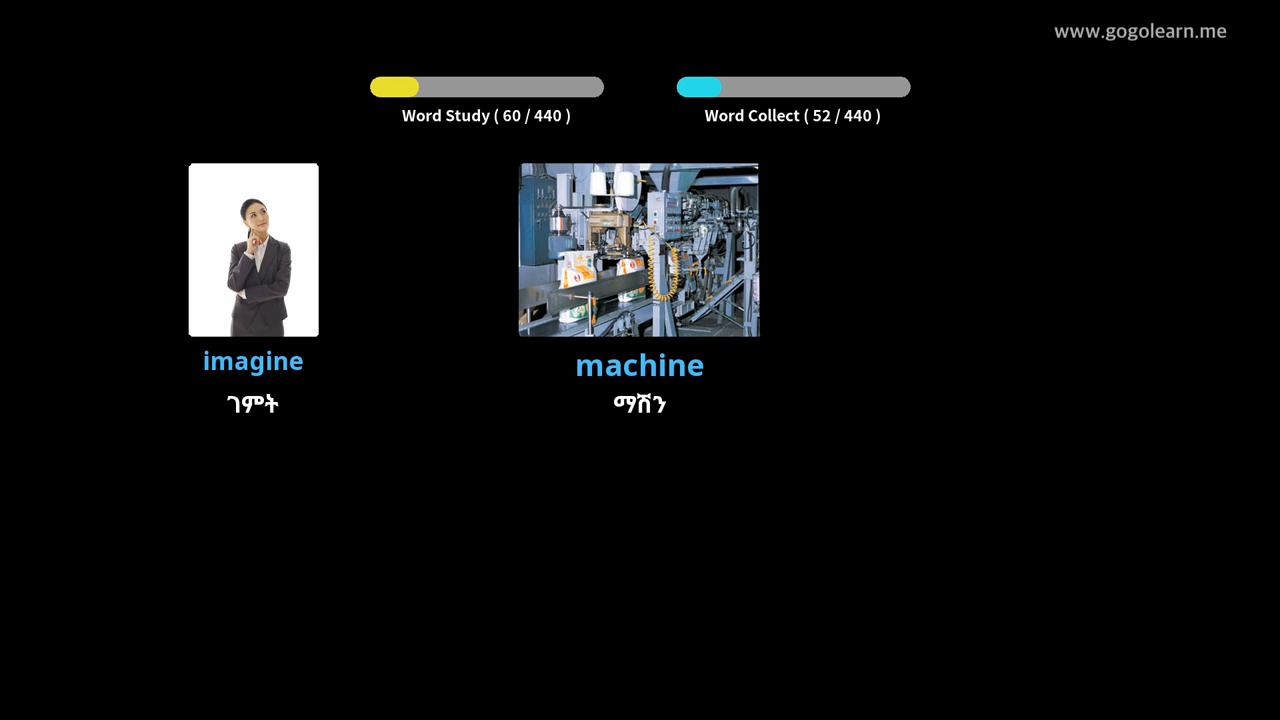 www.gogolearn.me
Word Study ( 60 / 440 )
Word Collect ( 52 / 440 )
imagine
ገምት
machine
ማሽን